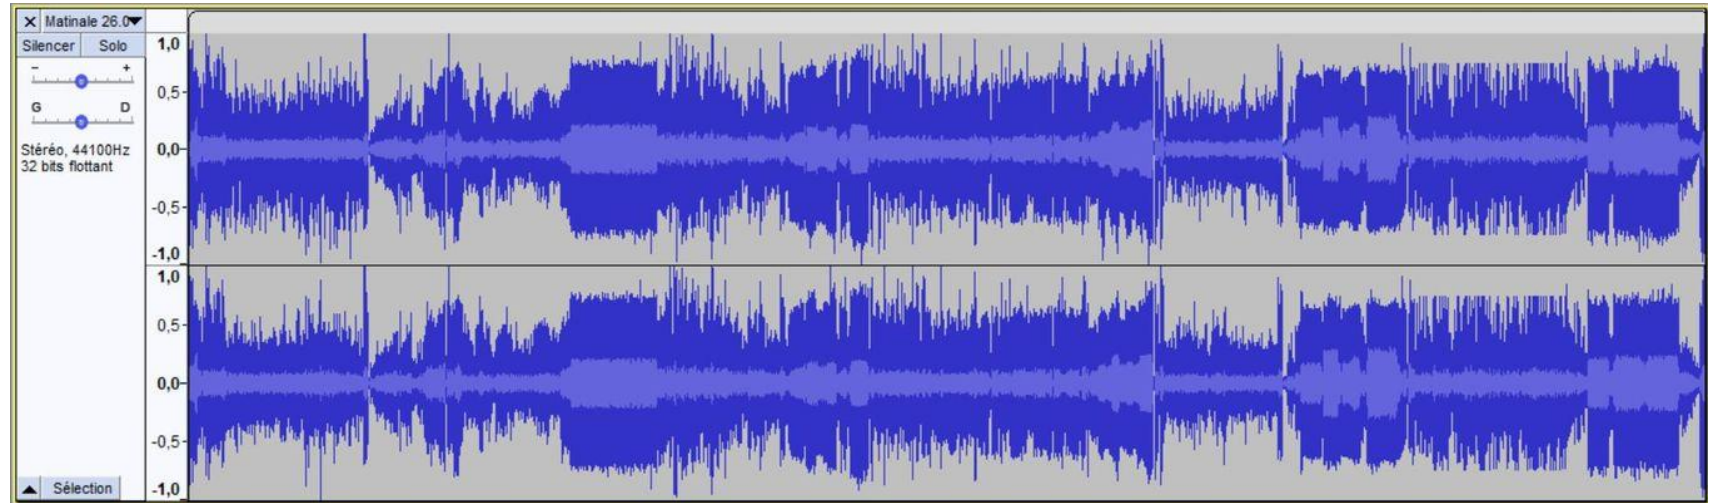 Matinale 26.0
Silencer Solo
- +
G D
Stéréo, 44100Hz
32 bits flottant
Sélection
1,0
0,5-
0,0-
-0,5-
-1,0
1,0
0,5-
0,0-
-0,5-
-1,0